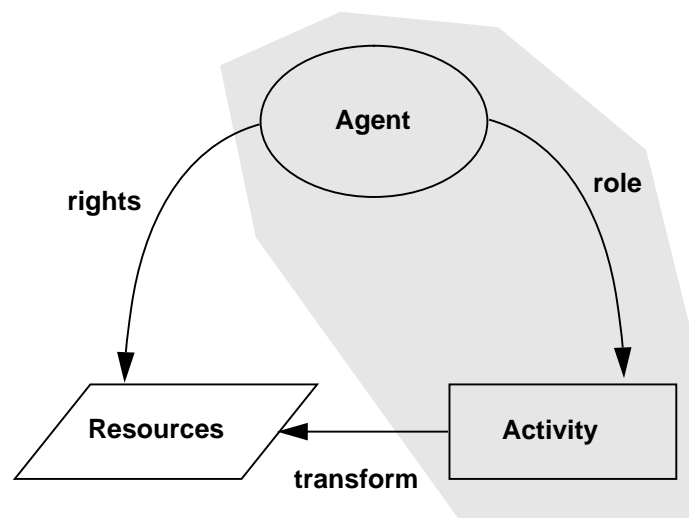 Agent
rights
role
Resources
Activity
transform